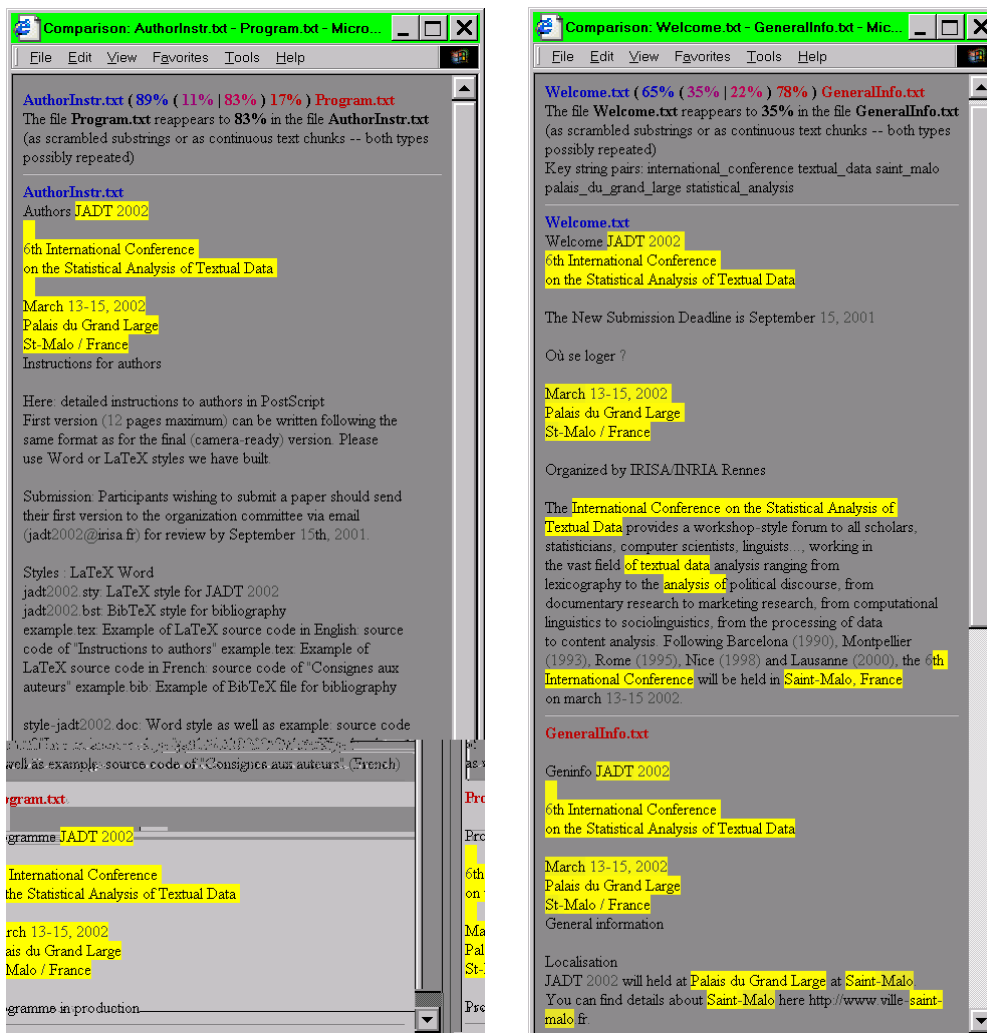 Comparison: AuthorInstr.txt - Program.txt - Micro...
File Edit View Favorites Tools Help
AuthorInstr.txt ( 89% ( 11% | 83% ) 17% ) Program.txt
The file Program.txt reappears to 83% in the file AuthorInstr.txt
(as scrambled substrings or as continuous text chunks -- both types
possibly repeated)
AuthorInstr.txt
Authors JADT 2002
6th International Conference
on the Statistical Analysis of Textual Data
March 13-15, 2002
Palais du Grand Large
St-Malo / France
Instructions for authors
Here: detailed instructions to authors in PostScript
First version (12 pages maximum) can be written following the
same format as for the final (camera-ready) version. Please
use Word or LaTeX styles we have built.
Submission: Participants wishing to submit a paper should send
their first version to the organization committee via email
(jadt2002@irisa.fr) for review by September 15th, 2001.
Styles : LaTeX Word
jadt2002.sty: LaTeX style for JADT 2002
jadt2002.bst: BibTeX style for bibliography
example.tex: Example of LaTeX source code in English: source
code of "Instructions to authors" example.tex: Example of
LaTeX source code in French: source code of "Consignes aux
auteurs" example.bib: Example of BibTeX file for bibliography
style-jadt2002.doc: Word style as well as example: source code
well as example: source code of "Consignes aux auteurs" (French)
ogram.txt
ogramme JADT 2002
International Conference
the Statistical Analysis of Textual Data
rch 13-15, 2002
ais du Grand Large
Malo / France
ogramme in production
as
Pro
Pro
6th
on
Ma
Pal
St-
Pro
Comparison: Welcome.txt - GeneralInfo.txt - Mic...
File Edit View Favorites Tools Help
Welcome.txt ( 65% ( 35% | 22% ) 78% ) GeneralInfo.txt
The file Welcome.txt reappears to 35% in the file GeneralInfo.txt
(as scrambled substrings or as continuous text chunks -- both types
possibly repeated)
Key string pairs: international_conference textual_data saint_malo
palais_du_grand_large statistical_analysis
Welcome.txt
Welcome JADT 2002
6th International Conference
on the Statistical Analysis of Textual Data
The New Submission Deadline is September 15, 2001
Où se loger ?
March 13-15, 2002
Palais du Grand Large
St-Malo / France
Organized by IRISA/INRIA Rennes
The International Conference on the Statistical Analysis of
Textual Data provides a workshop-style forum to all scholars,
statisticians, computer scientists, linguists..., working in
the vast field of textual data analysis ranging from
lexicography to the analysis of political discourse, from
documentary research to marketing research, from computational
linguistics to sociolinguistics, from the processing of data
to content analysis. Following Barcelona (1990), Montpellier
(1993), Rome (1995), Nice (1998) and Lausanne (2000), the 6th
International Conference will be held in Saint-Malo, France
on march 13-15 2002.
GeneralInfo.txt
Geninfo JADT 2002
6th International Conference
on the Statistical Analysis of Textual Data
March 13-15, 2002
Palais du Grand Large
St-Malo / France
General information
Localisation
JADT 2002 will held at Palais du Grand Large at Saint-Malo.
You can find details about Saint-Malo here http://www.ville-saint-
malo.fr.